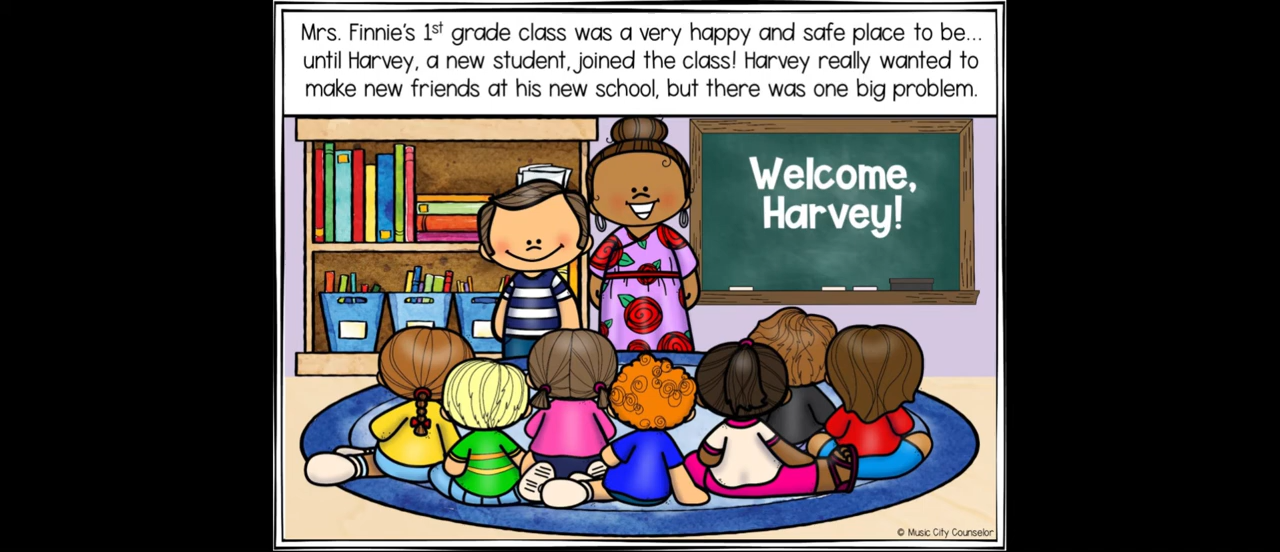 Mrs. Finnie's 1st grade class was a very happy and safe place to be...
until Harvey, a new student, joined the class! Harvey really wanted to
make new friends at his new school, but there was one big problem.
Welcome,
Harvey!
© Music City Counselor